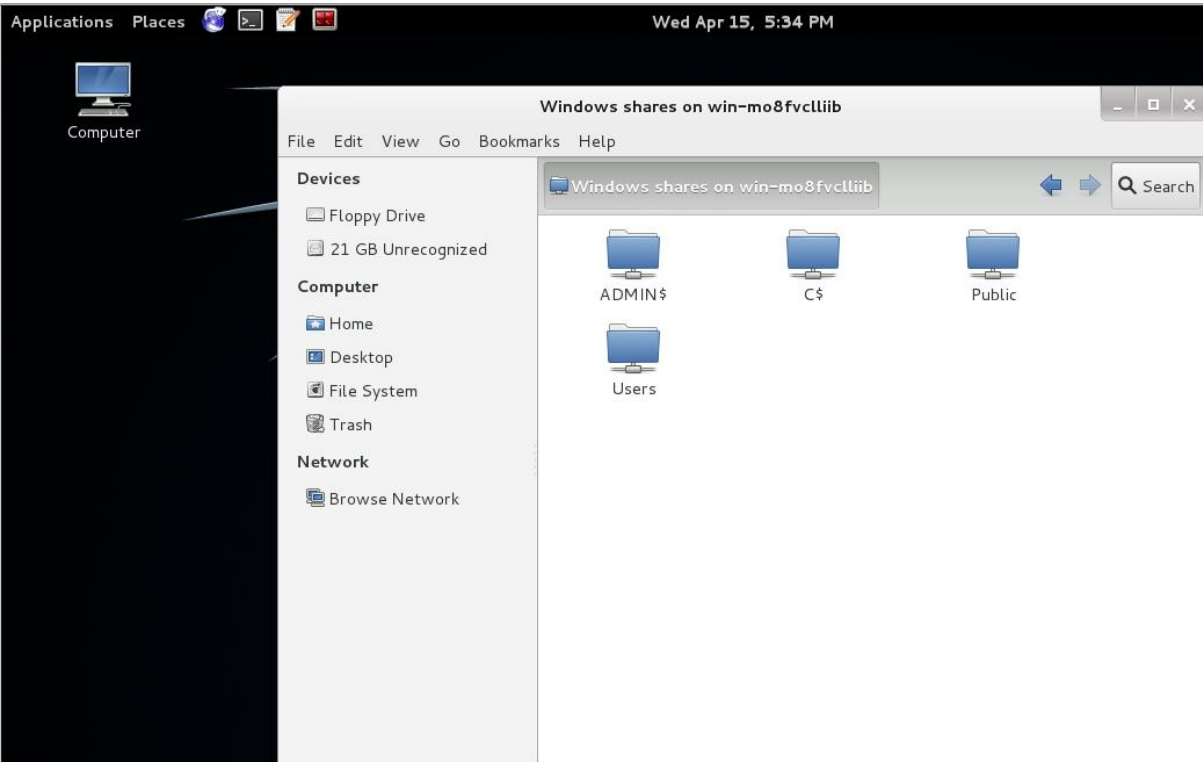 Applications Places Wed Apr 15, 5:34 PM
Computer
Windows shares on win-mo8fvclliib
File Edit View Go Bookmarks Help
Devices
Floppy Drive
21 GB Unrecognized
Computer
Home
Desktop
File System
Trash
Network
Browse Network
Windows shares on win-mo8fvclliib
Search
ADMIN$ C$ Public
Users